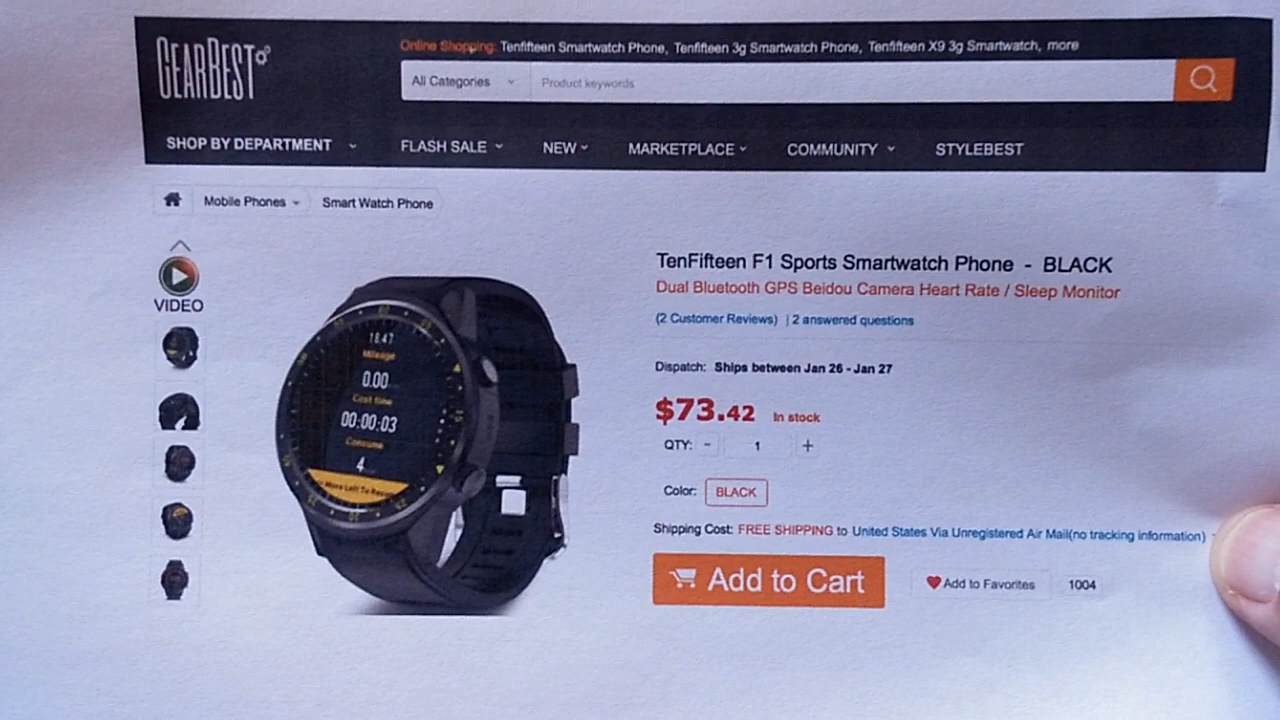 GEARBEST
Online Shopping: Tenfifteen Smartwatch Phone, Tenfifteen 3g Smartwatch Phone, Tenfifteen X9 3g Smartwatch, more
All Categories Product keywords
SHOP BY DEPARTMENT FLASH SALE NEW MARKETPLACE COMMUNITY STYLEBEST
Mobile Phones Smart Watch Phone
VIDEO
TenFifteen F1 Sports Smartwatch Phone - BLACK
Dual Bluetooth GPS Beidou Camera Heart Rate / Sleep Monitor
(2 Customer Reviews) | 2 answered questions
Dispatch: Ships between Jan 26 - Jan 27
$73.42 In stock
QTY: - 1 +
Color: BLACK
Shipping Cost: FREE SHIPPING to United States Via Unregistered Air Mail(no tracking information)
Add to Cart Add to Favorites 1004
18:47
Mileage
0.00
Cost time
00:00:03
Consume
4